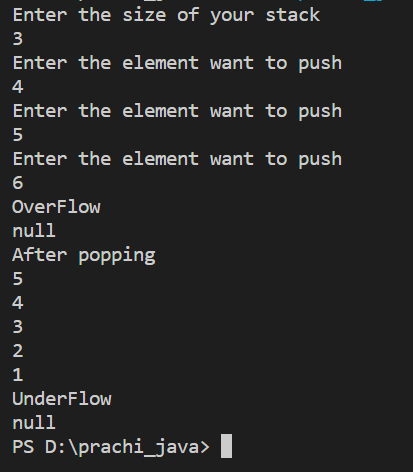 Enter the size of your stack
3
Enter the element want to push
4
Enter the element want to push
5
Enter the element want to push
6
OverFlow
null
After popping
5
4
3
2
1
UnderFlow
null
PS D:\prachi_java>